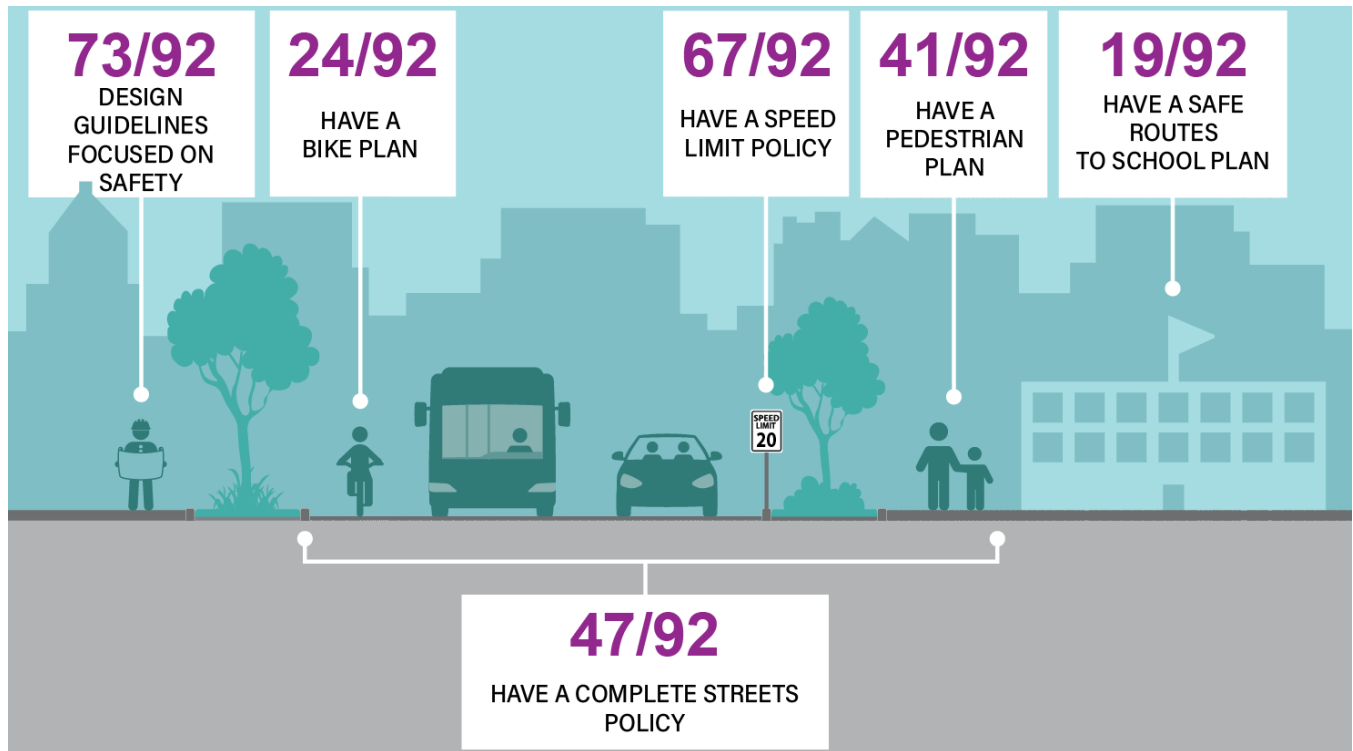 73/92
DESIGN
GUIDELINES
FOCUSED ON
SAFETY
24/92
HAVE A
BIKE PLAN
67/92
HAVE A SPEED
LIMIT POLICY
41/92
HAVE A
PEDESTRIAN
PLAN
19/92
HAVE A SAFE
ROUTES
TO SCHOOL PLAN
SPEED
LIMIT
20
47/92
HAVE A COMPLETE STREETS
POLICY